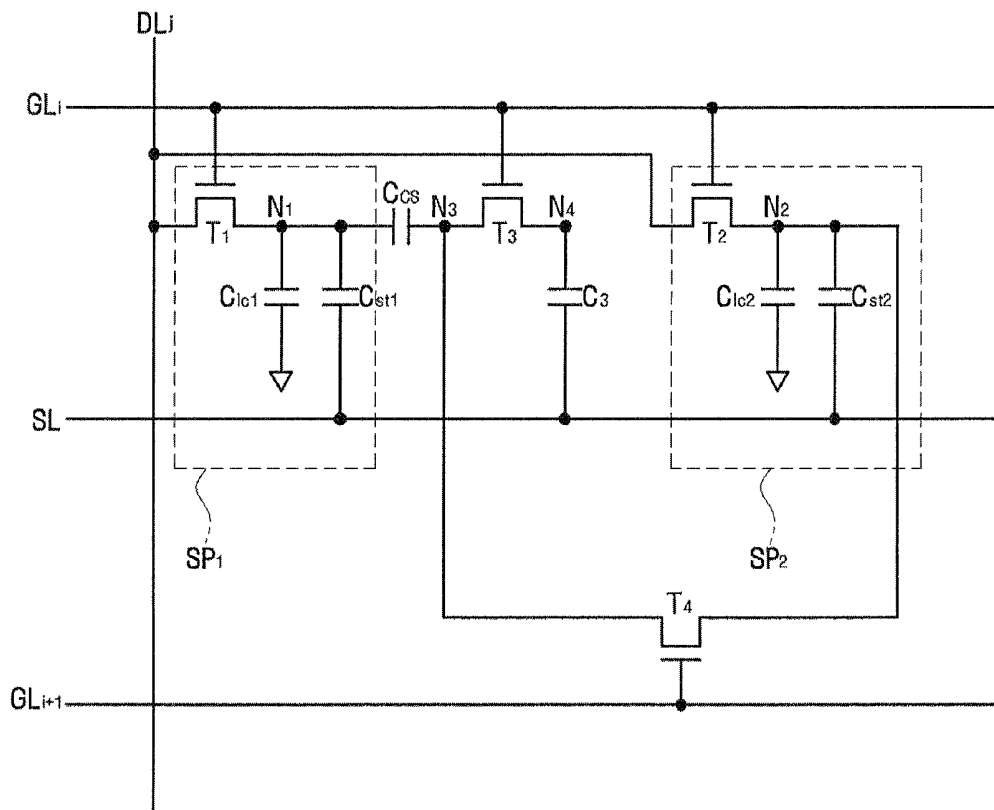 DLj
GLi
CCS
N1
N3
N4
N2
T1
T3
T2
Clc1
Cst1
C3
Clc2
Cst2
SL
SP1
SP2
T4
GLi+1